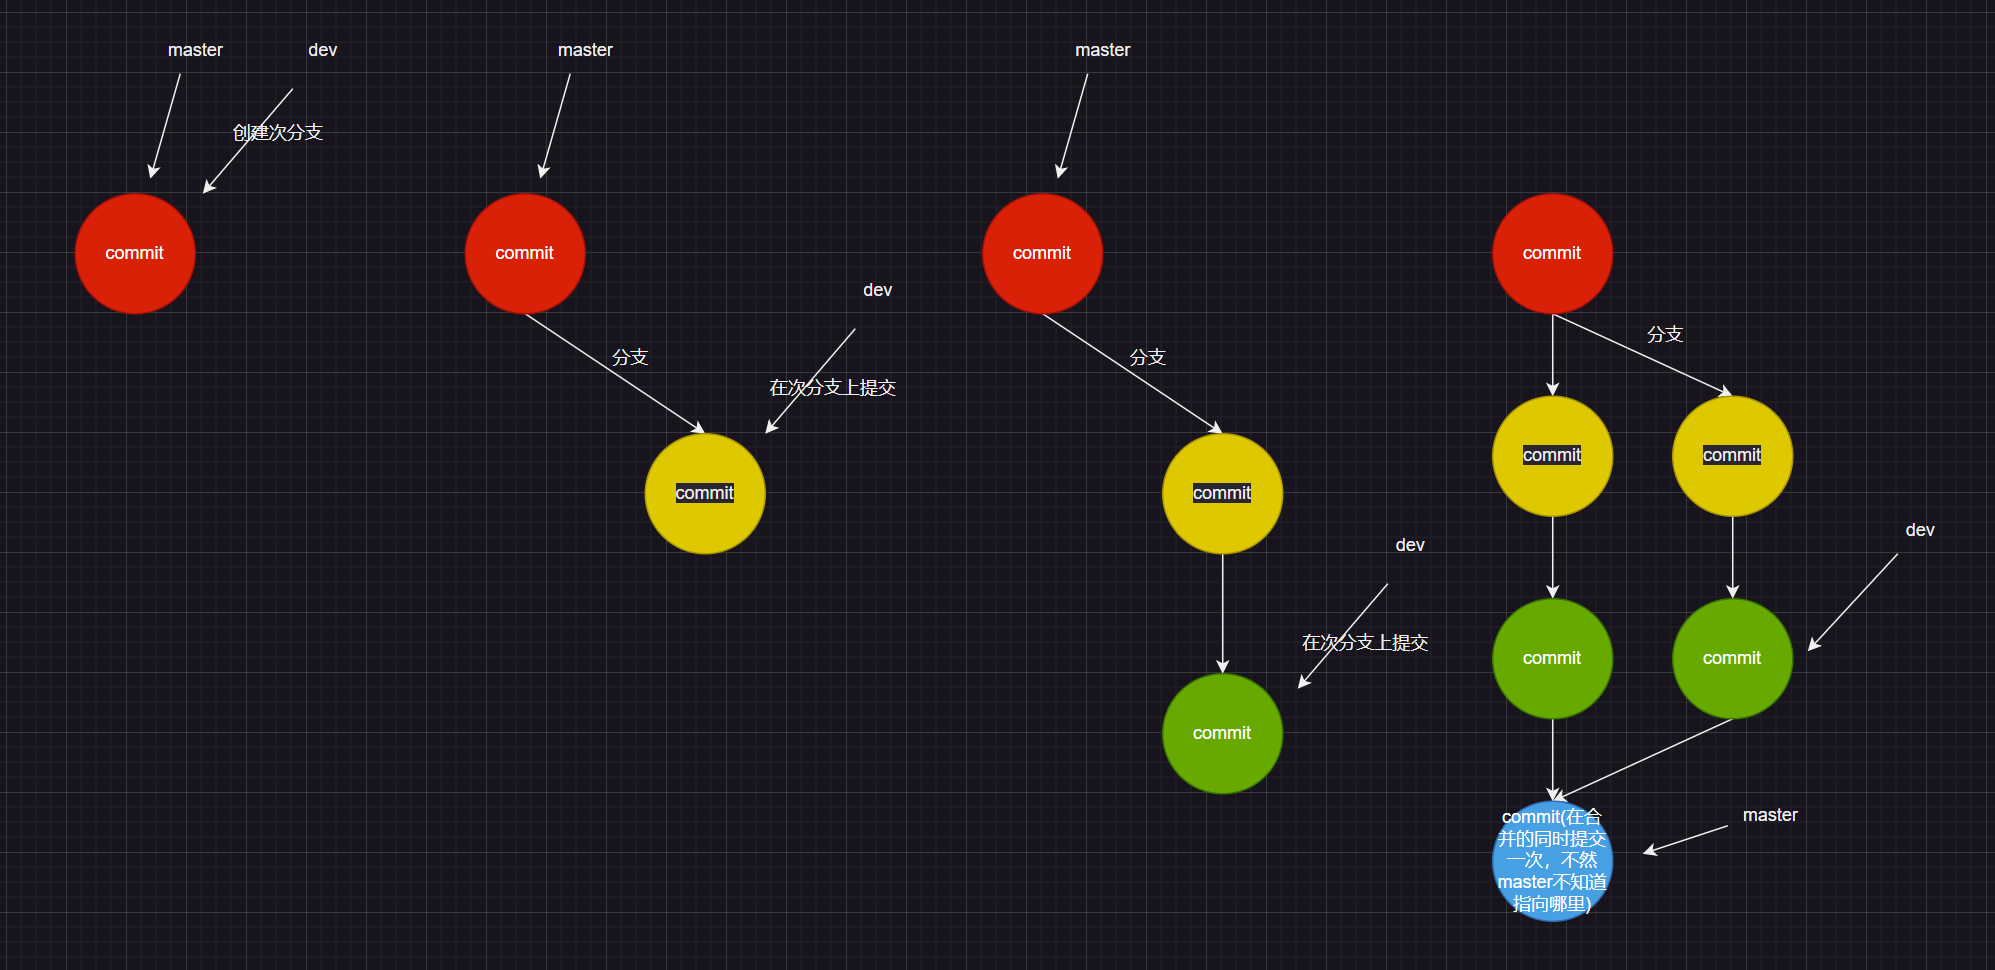 master
dev
创建次分支
commit
master
commit
分支
dev
在次分支上提交
commit
master
commit
分支
commit
dev
在次分支上提交
commit
commit
分支
commit
commit
dev
commit
commit
commit(在合
并的同时提交
一次，不然
master不知道
指向哪里)
master